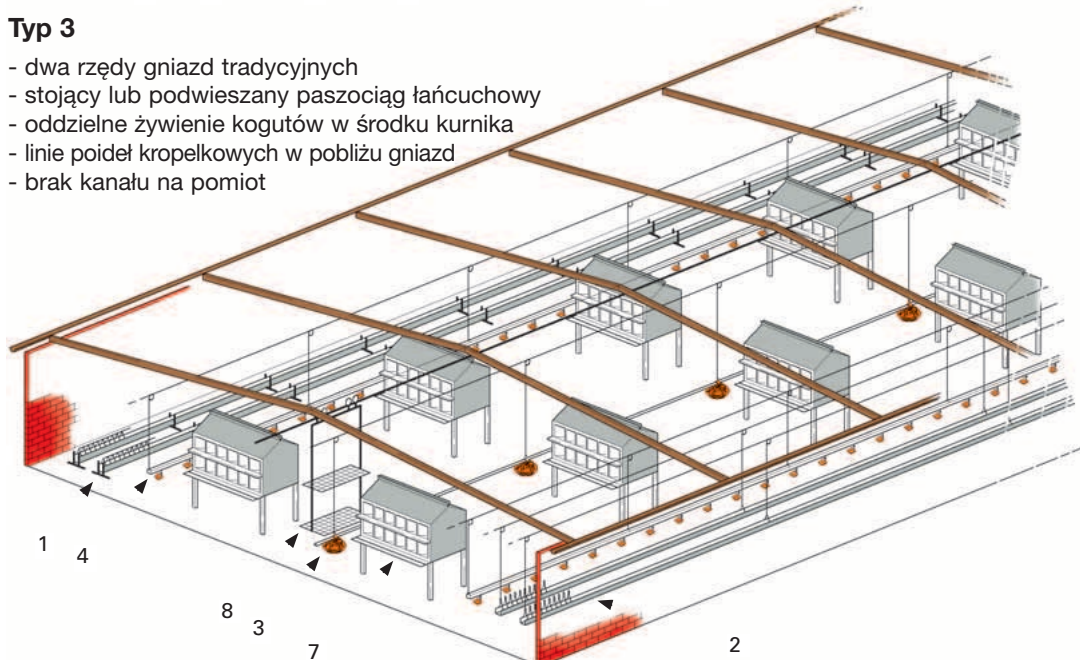 Typ 3
- dwa rzędy gniazd tradycyjnych
- stojący lub podwieszany paszociąg łańcuchowy
- oddzielne żywienie kogutów w środku kurnika
- linie poideł kropelkowych w pobliżu gniazd
- brak kanału na pomiot
1
4
8
3
7
2